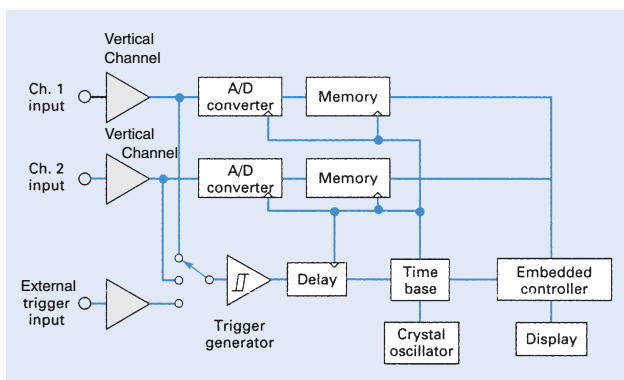 Vertical
Channel
Ch. 1
input
A/D
converter
Memory
Vertical
Channel
Ch. 2
input
A/D
converter
Memory
External
trigger
input
Trigger
generator
Delay
Time
base
Embedded
controller
Crystal
oscillator
Display